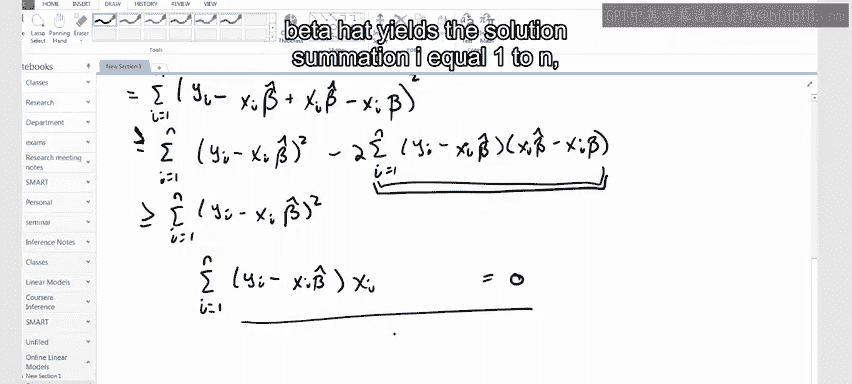 HOME INSERT DRAW HISTORY REVIEW VIEW
beta hat yields the solution
summation i equal 1 to n,
Lasso Select
Panning Hand
Eraser
Tools
tebooks
New Section 1
Classes
Research
Department
exams
Research meeting notes
SMART
Personal
seminar
Inference Notes
Classes
Linear Models
Coursera Inference
SMART
Unfiled
Online Linear Models
New Section 1
= Σ_{i=1} (y_i - x_i β̂ + x_i β̂ - x_i β)²
≥ Σ_{i=1}^n (y_i - x_i β̂)² - 2 Σ_{i=1}^n (y_i - x_i β̂)(x_i β̂ - x_i β)
≥ Σ_{i=1}^n (y_i - x_i β̂)²
Σ_{i=1}^n (y_i - x_i β̂) x_i = 0